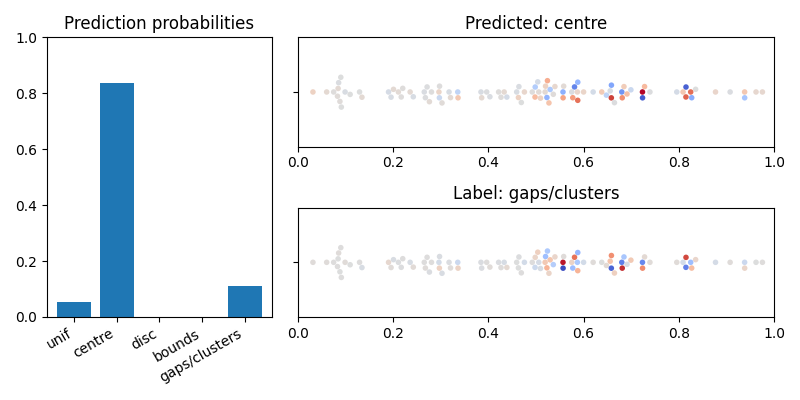 Prediction probabilities
1.0
0.8
0.6
0.4
0.2
0.0
unif
centre
disc
bounds
gaps/clusters
Predicted: centre
0.0 0.2 0.4 0.6 0.8 1.0
Label: gaps/clusters
0.0 0.2 0.4 0.6 0.8 1.0